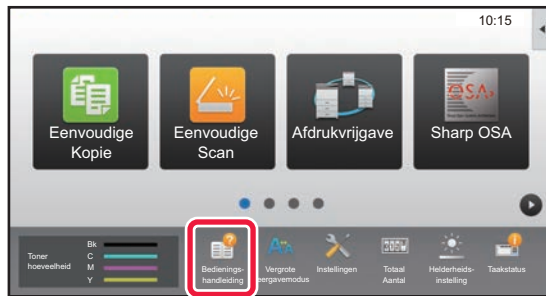 10:15
Eenvoudige
Kopie
Eenvoudige
Scan
Afdrukvrijgave
Sharp OSA
Toner
hoeveelheid
Bk
C
M
Y
Bedienings-
handleiding
Vergrote
eergavemodus
Instellingen
Totaal
Aantal
Helderheids-
instelling
Taakstatus